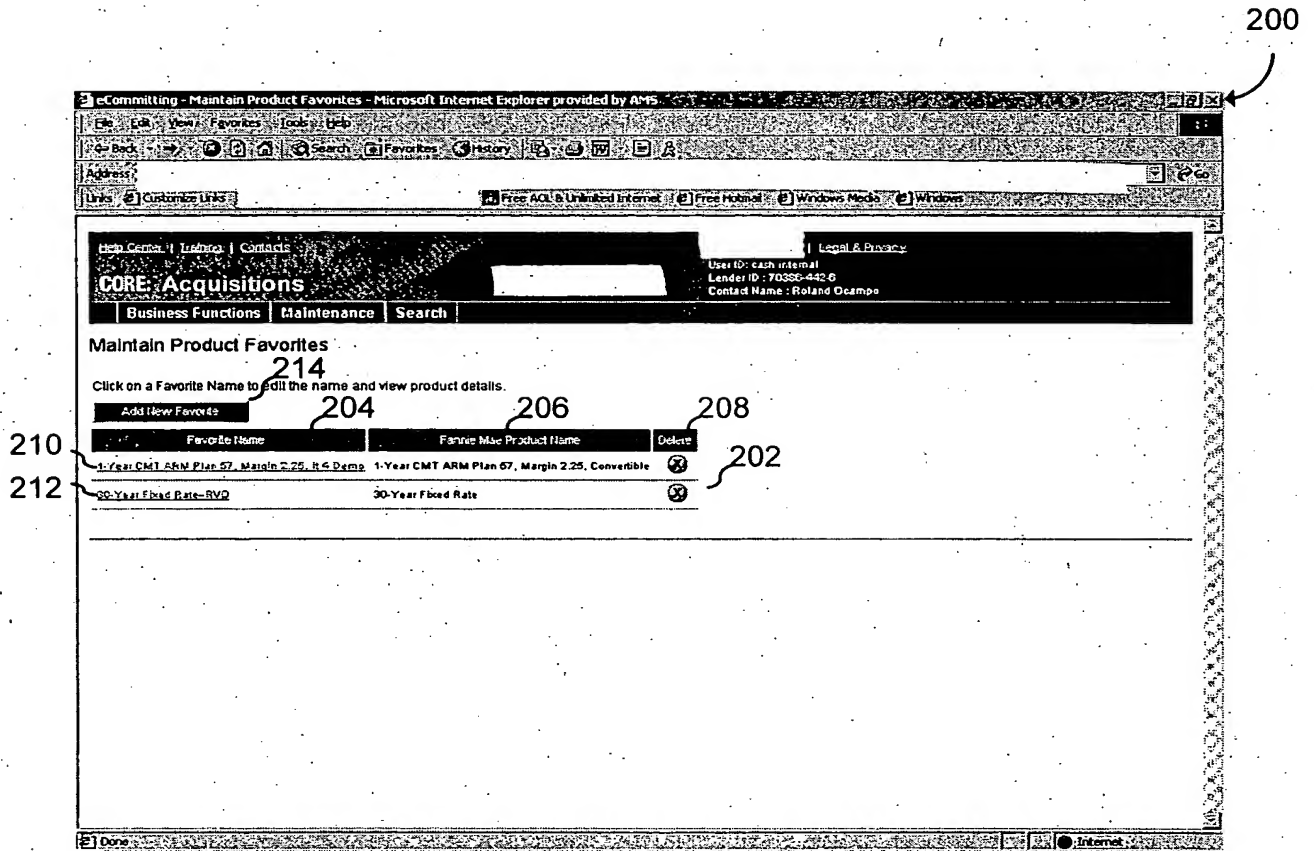 200
eCommitting - Maintain Product Favorites - Microsoft Internet Explorer provided by AMS
File Edit View Favorites Tools Help
Back Search Favorites History
Address Go
Links Customize Links Free AOL & Unlimited Internet Free Hotmail Windows Media Windows
Help Center | Training | Contacts | Legal & Privacy
User ID: cash internal
Lender ID: 70396-442-6
CORE: Acquisitions
Contact Name : Roland Ocampo
Business Functions Maintenance Search
Maintain Product Favorites
214
Click on a Favorite Name to edit the name and view product details.
Add New Favorite 204 206 208
Favorite Name Fannie Mae Product Name Delete
210 1-Year CMT ARM Plan 57, Margin 2.25, It 4 Demo 1-Year CMT ARM Plan 57, Margin 2.25, Convertible 202
212 30-Year Fixed Rate--RVO 30-Year Fixed Rate
Done Internet